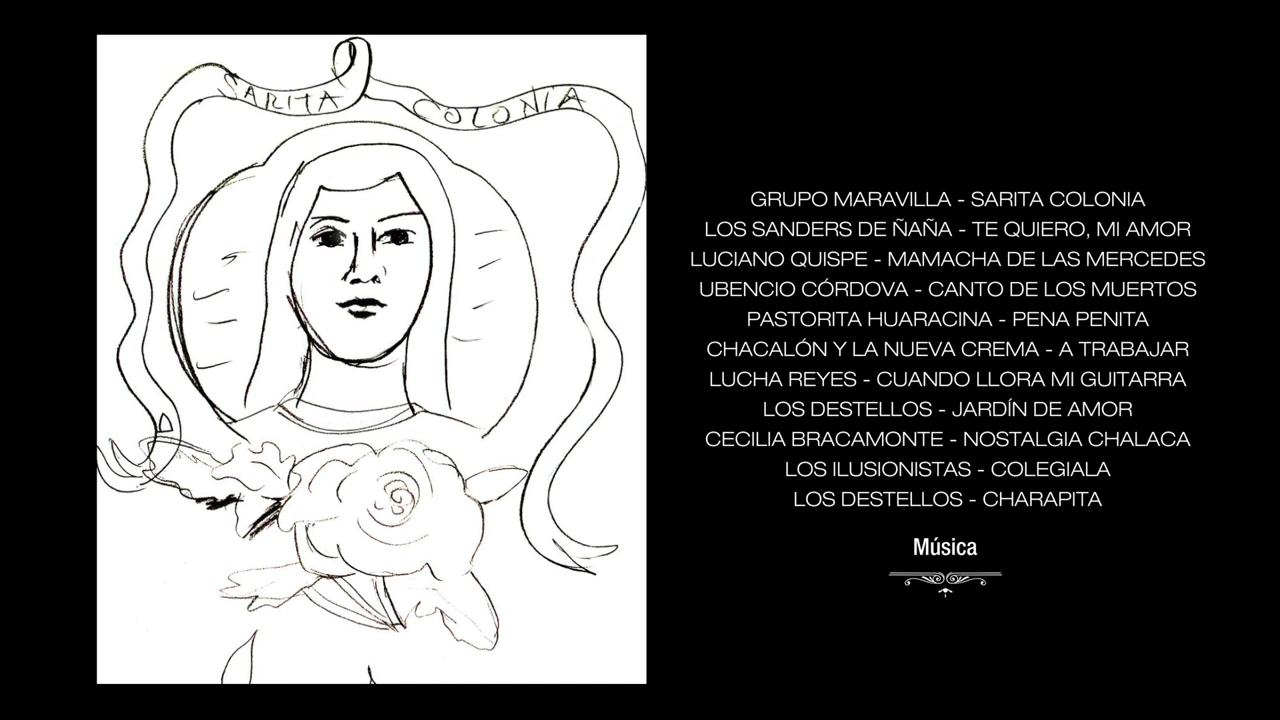 SARITA COLONIA
GRUPO MARAVILLA - SARITA COLONIA
LOS SANDERS DE ÑAÑA - TE QUIERO, MI AMOR
LUCIANO QUISPE - MAMACHA DE LAS MERCEDES
UBENCIO CÓRDOVA - CANTO DE LOS MUERTOS
PASTORITA HUARACINA - PENA PENITA
CHACALÓN Y LA NUEVA CREMA - A TRABAJAR
LUCHA REYES - CUANDO LLORA MI GUITARRA
LOS DESTELLOS - JARDÍN DE AMOR
CECILIA BRACAMONTE - NOSTALGIA CHALACA
LOS ILUSIONISTAS - COLEGIALA
LOS DESTELLOS - CHARAPITA
Música